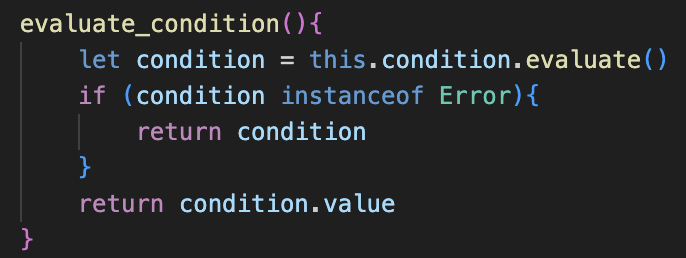 evaluate_condition(){
    let condition = this.condition.evaluate()
    if (condition instanceof Error){
        return condition
    }
    return condition.value
}